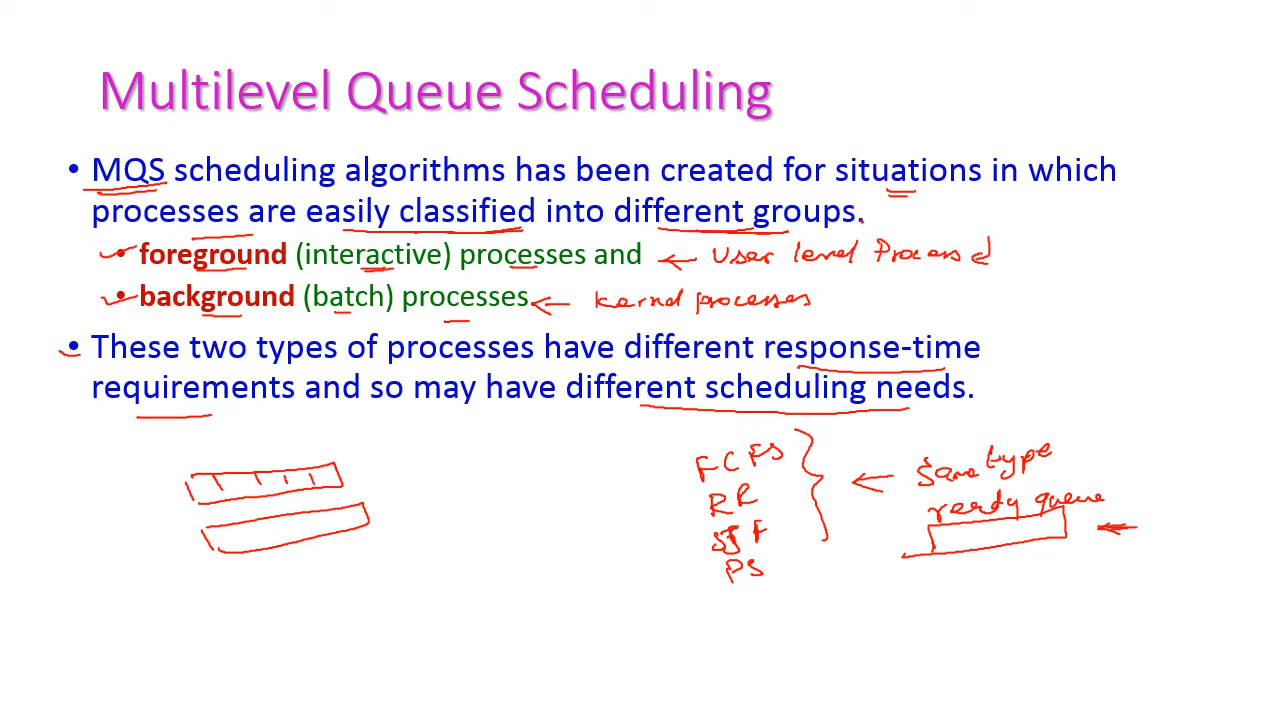 Multilevel Queue Scheduling
• MQS scheduling algorithms has been created for situations in which
processes are easily classified into different groups.
• foreground (interactive) processes and ← User level Processed
• background (batch) processes ← Kernel processes
• These two types of processes have different response-time
requirements and so may have different scheduling needs.
FCFS
RR
SJF
PS
← Same type
ready queue